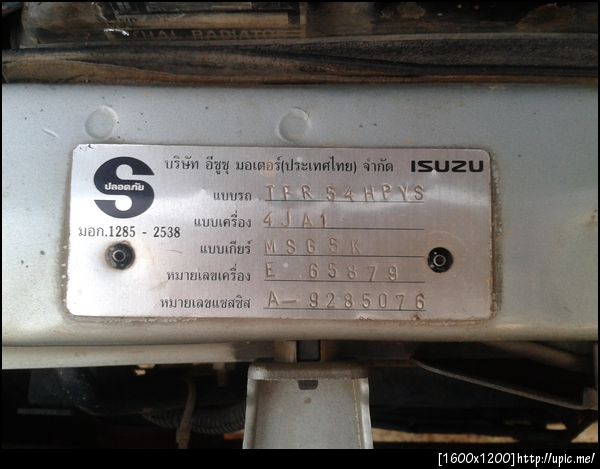 UAL RADIATOR
บริษัท อีซูซุ มอเตอร์(ประเทศไทย) จำกัด ISUZU
S
ปลอดภัย
มอก.1285 - 2538
แบบรถ TFR54HPYS
แบบเครื่อง 4JA1
แบบเกียร์ MSG5K
หมายเลขเครื่อง E 65879
หมายเลขแชสซิส A-9285076
[1600x1200]http://upic.me/